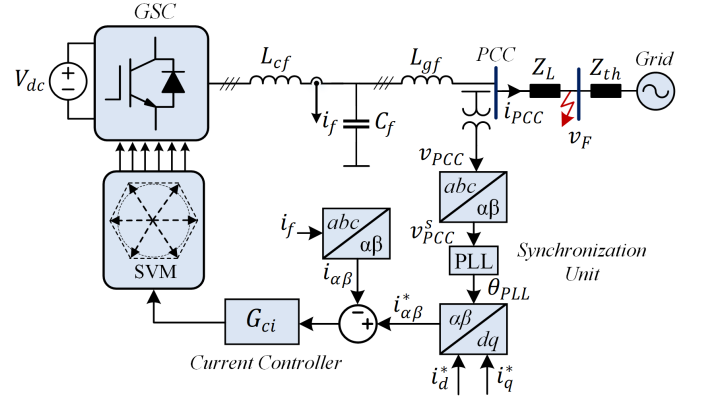 GSC
V_dc
L_cf
L_gf
PCC
Z_L
Z_th
Grid
i_f
C_f
i_PCC
v_F
v_PCC
abc
αβ
v^s_PCC
PLL
Synchronization
Unit
θ_PLL
i_f
abc
αβ
i_αβ
SVM
G_ci
−
+
i^*_αβ
αβ
dq
Current Controller
i^*_d
i^*_q